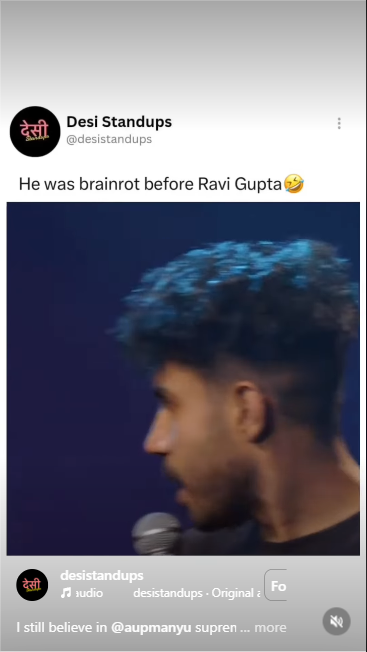 देसी
Standups
Desi Standups
@desistandups
He was brainrot before Ravi Gupta🤣
देसी
desistandups
audio desistandups · Original a
Fo
I still believe in @aupmanyu suprem ... more